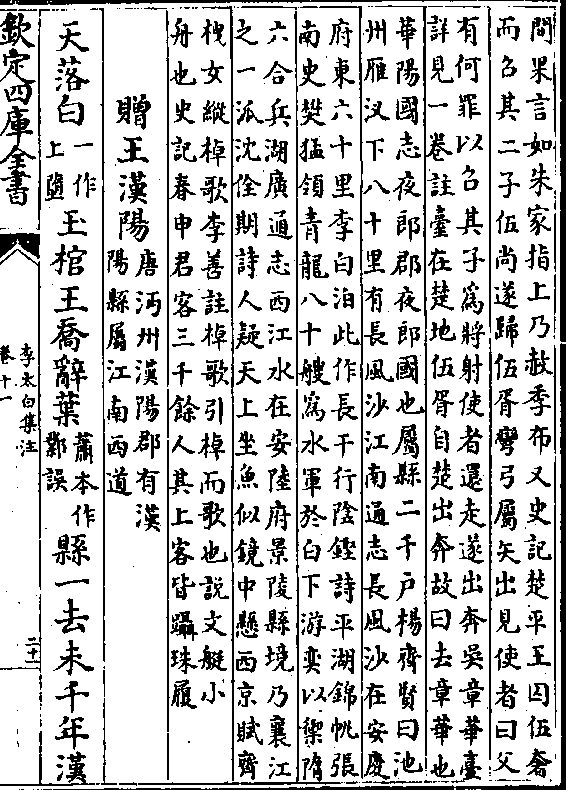 間果言如朱家指上乃赦季布又史記楚平王囚伍奢
而召其二子伍尚遂歸伍胥彎弓屬矢出見使者曰父
有何罪以召其子為將射使者還走遂出奔吳章華臺
詳見一卷註臺在楚地伍胥自楚出奔故曰去章華也
華陽國志夜郎郡夜郎國也屬縣二千戶楊齊賢曰池
州雁汊下八十里有長風沙江南通志長風沙在安慶
府東六十里李白泊此作長干行陰鏗詩平湖錦帆張
南史樊猛領青龍八十艘為水軍於白下游奕以禦隋
六合兵湖廣通志西江水在安陸府景陵縣境乃襄江
之一派沈佺期詩人疑天上坐魚似鏡中懸西京賦齊
栧女縱棹歌李善註棹歌引棹而歌也說文艇小
舟也史記春申君客三千餘人其上客皆躡珠履
贈王漢陽唐沔州漢陽郡有漢陽縣屬江南西道
天落白一作上墮玉棺王喬辭葉蕭本作鄴誤縣一去未千年漢
欽定四庫全書
李太白集注
卷十一
二十一